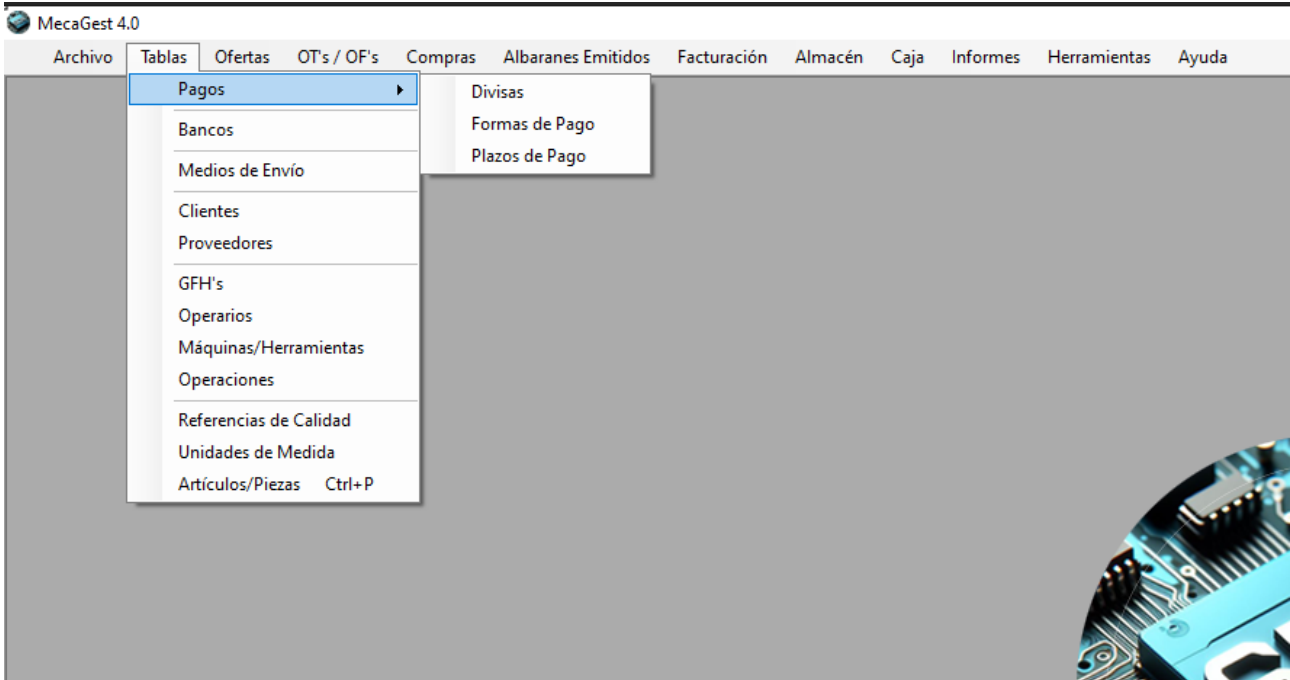 MecaGest 4.0
Archivo Tablas Ofertas OT's / OF's Compras Albaranes Emitidos Facturación Almacén Caja Informes Herramientas Ayuda
Pagos
Divisas
Formas de Pago
Plazos de Pago
Bancos
Medios de Envío
Clientes
Proveedores
GFH's
Operarios
Máquinas/Herramientas
Operaciones
Referencias de Calidad
Unidades de Medida
Artículos/Piezas Ctrl+P